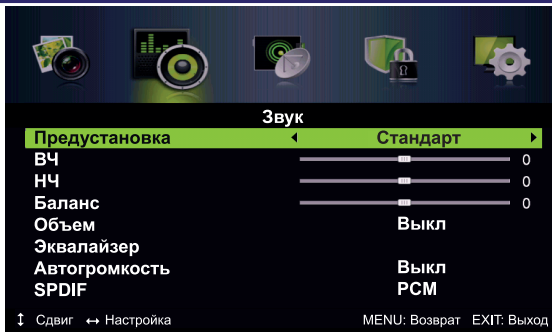 Звук
Предустановка Стандарт
ВЧ 0
НЧ 0
Баланс 0
Объем Выкл
Эквалайзер
Автогромкость Выкл
SPDIF PCM
Сдвиг Настройка MENU: Возврат EXIT: Выход